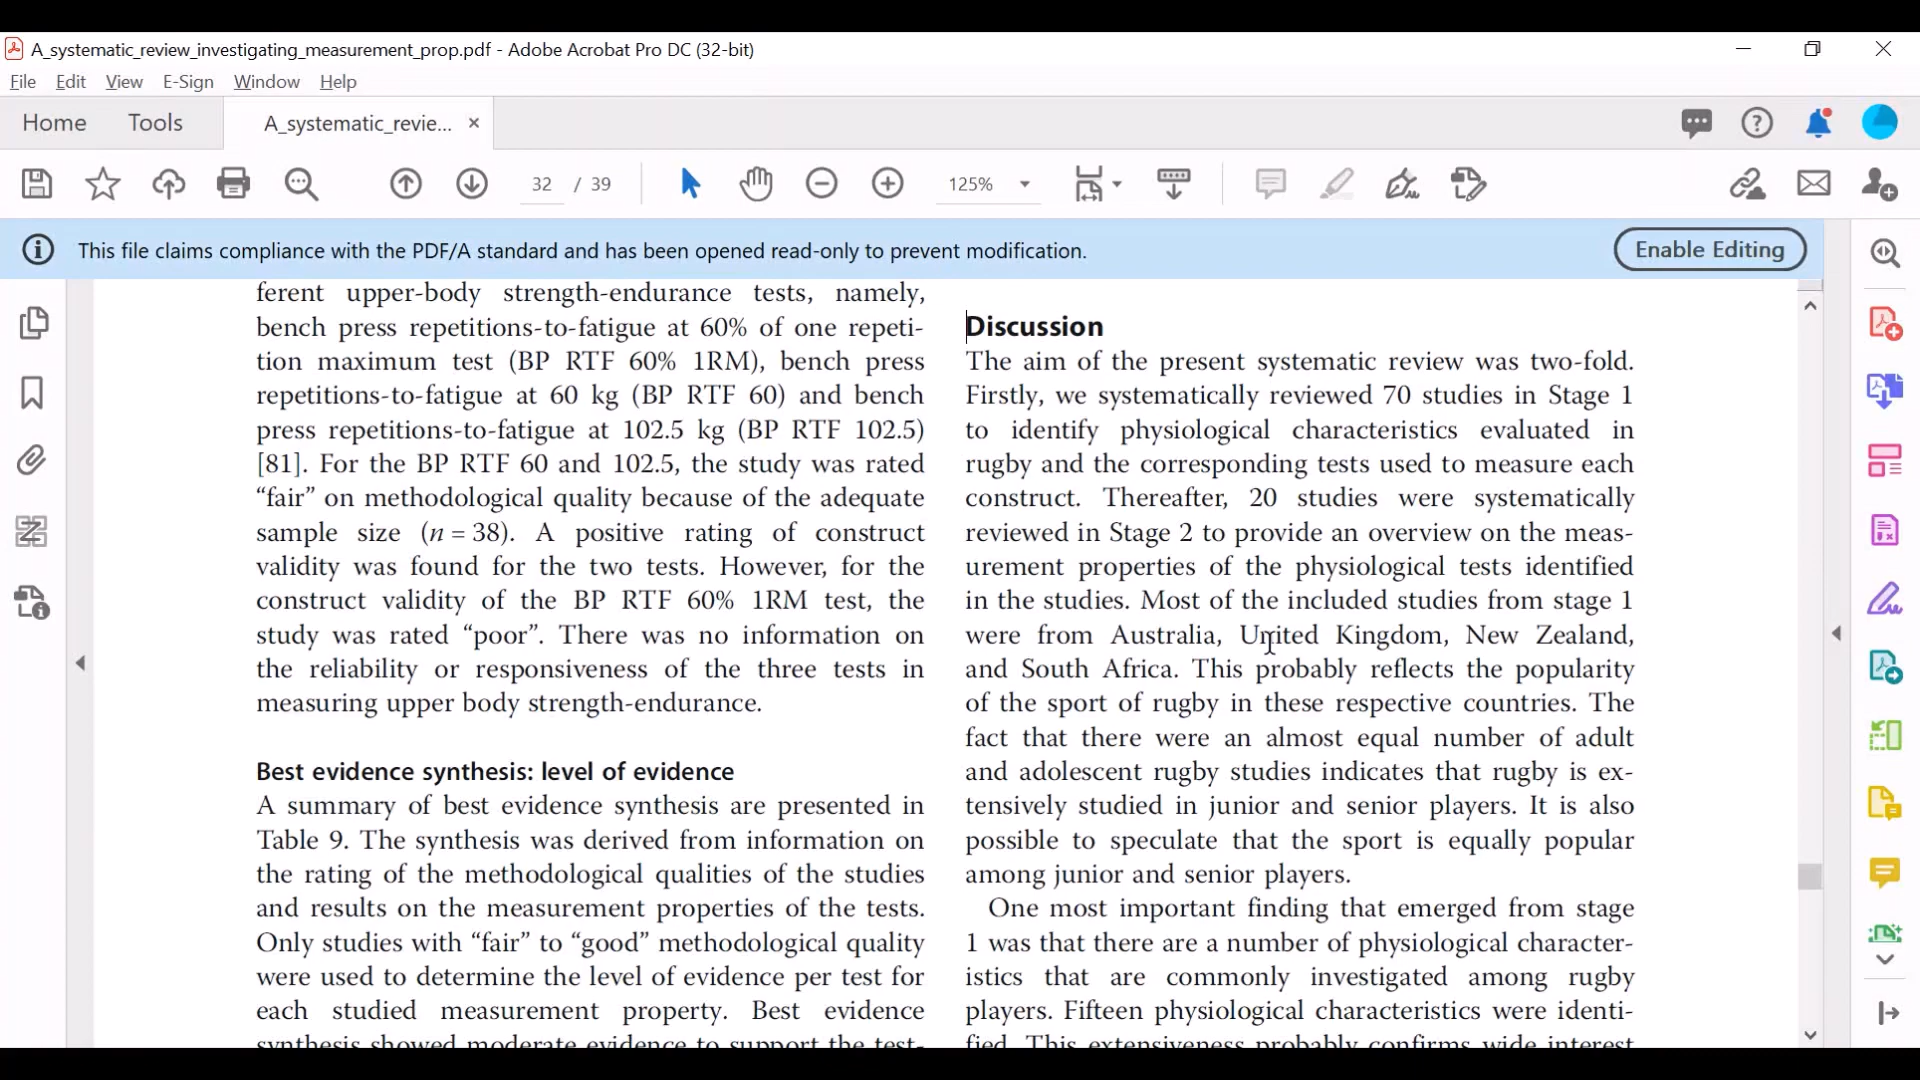 A_systematic_review_investigating_measurement_prop.pdf - Adobe Acrobat Pro DC (32-bit)
File Edit View E-Sign Window Help
Home Tools A_systematic_revie... ×
32 / 39 125%
This file claims compliance with the PDF/A standard and has been opened read-only to prevent modification. Enable Editing
ferent upper-body strength-endurance tests, namely,
bench press repetitions-to-fatigue at 60% of one repeti-
tion maximum test (BP RTF 60% 1RM), bench press
repetitions-to-fatigue at 60 kg (BP RTF 60) and bench
press repetitions-to-fatigue at 102.5 kg (BP RTF 102.5)
[81]. For the BP RTF 60 and 102.5, the study was rated
“fair” on methodological quality because of the adequate
sample size (n = 38). A positive rating of construct
validity was found for the two tests. However, for the
construct validity of the BP RTF 60% 1RM test, the
study was rated “poor”. There was no information on
the reliability or responsiveness of the three tests in
measuring upper body strength-endurance.
Best evidence synthesis: level of evidence
A summary of best evidence synthesis are presented in
Table 9. The synthesis was derived from information on
the rating of the methodological qualities of the studies
and results on the measurement properties of the tests.
Only studies with “fair” to “good” methodological quality
were used to determine the level of evidence per test for
each studied measurement property. Best evidence
synthesis showed moderate evidence to support the test-
Discussion
The aim of the present systematic review was two-fold.
Firstly, we systematically reviewed 70 studies in Stage 1
to identify physiological characteristics evaluated in
rugby and the corresponding tests used to measure each
construct. Thereafter, 20 studies were systematically
reviewed in Stage 2 to provide an overview on the meas-
urement properties of the physiological tests identified
in the studies. Most of the included studies from stage 1
were from Australia, United Kingdom, New Zealand,
and South Africa. This probably reflects the popularity
of the sport of rugby in these respective countries. The
fact that there were an almost equal number of adult
and adolescent rugby studies indicates that rugby is ex-
tensively studied in junior and senior players. It is also
possible to speculate that the sport is equally popular
among junior and senior players.
One most important finding that emerged from stage
1 was that there are a number of physiological character-
istics that are commonly investigated among rugby
players. Fifteen physiological characteristics were identi-
fied. This extensiveness probably confirms wide interest